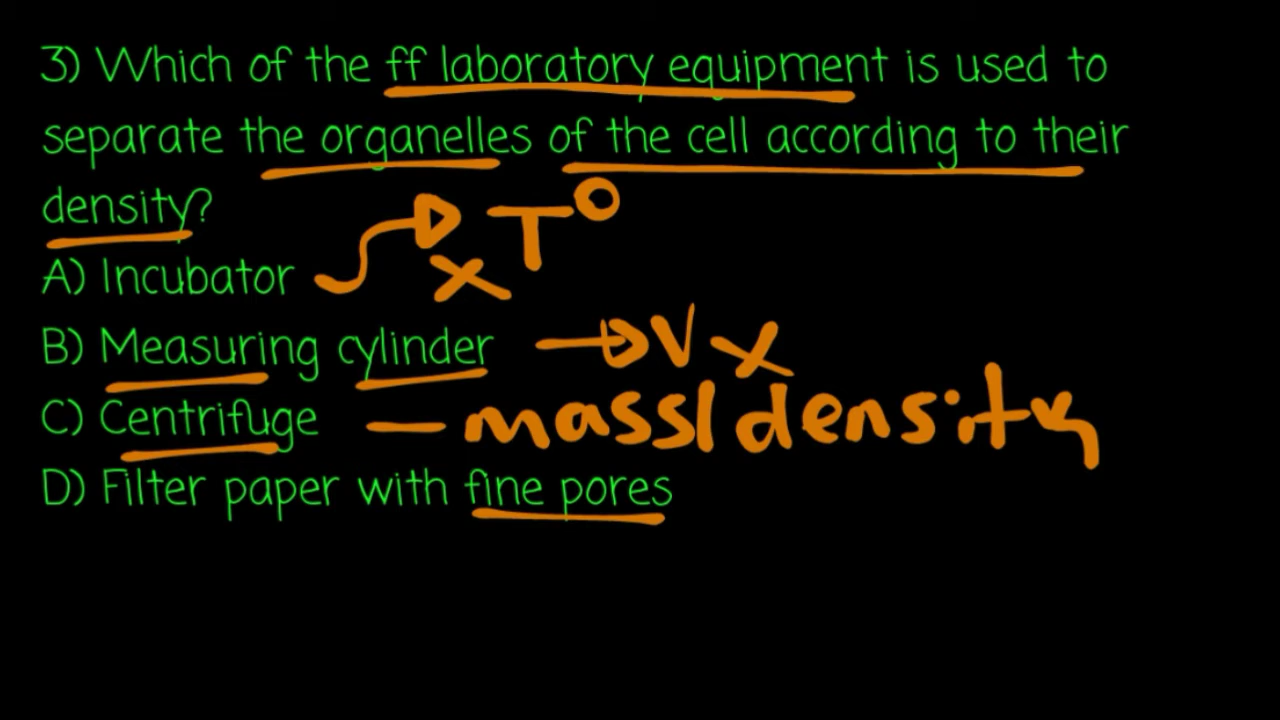 3) Which of the ff laboratory equipment is used to
separate the organelles of the cell according to their
density?
T°
A) Incubator
x
B) Measuring cylinder → V x
C) Centrifuge — mass/density
D) Filter paper with fine pores